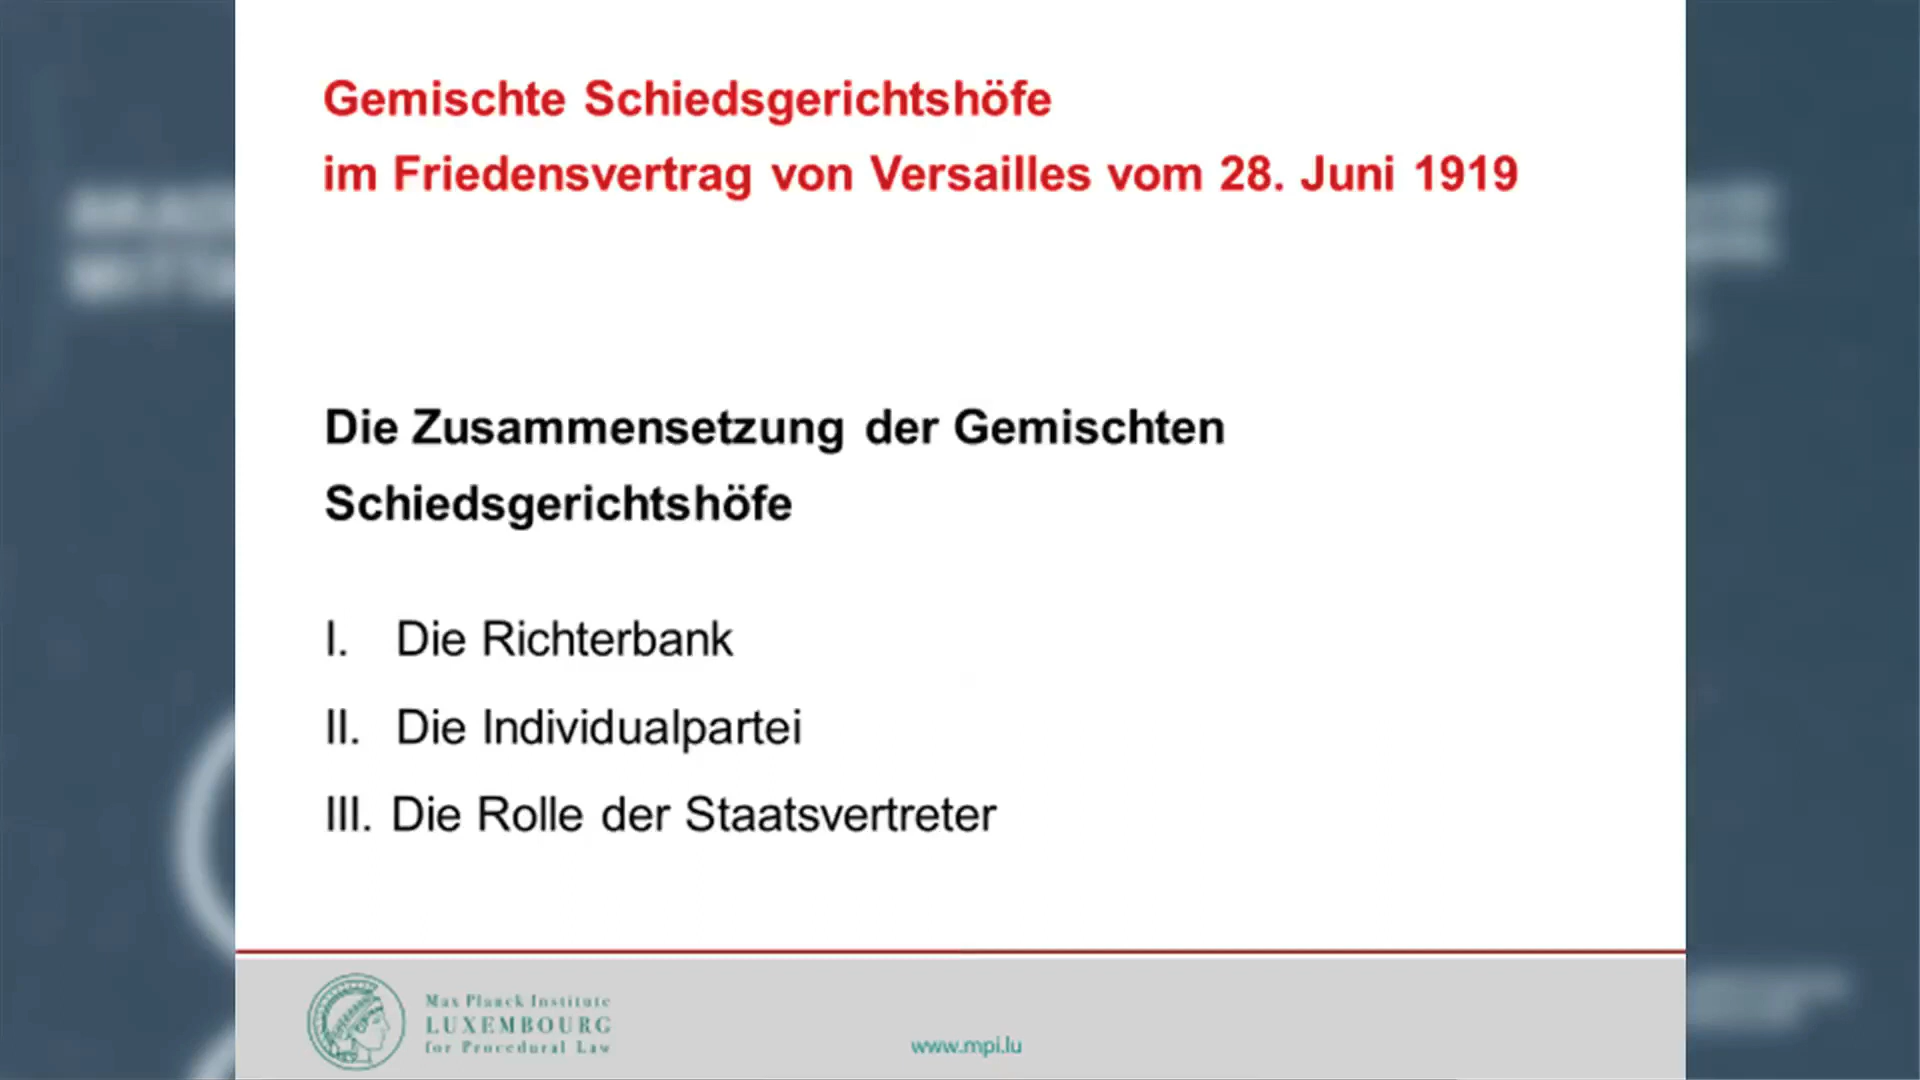 Gemischte Schiedsgerichtshöfe
im Friedensvertrag von Versailles vom 28. Juni 1919
Die Zusammensetzung der Gemischten
Schiedsgerichtshöfe
I. Die Richterbank
II. Die Individualpartei
III. Die Rolle der Staatsvertreter
Max Planck Institute
LUXEMBOURG
for Procedural Law
www.mpi.lu